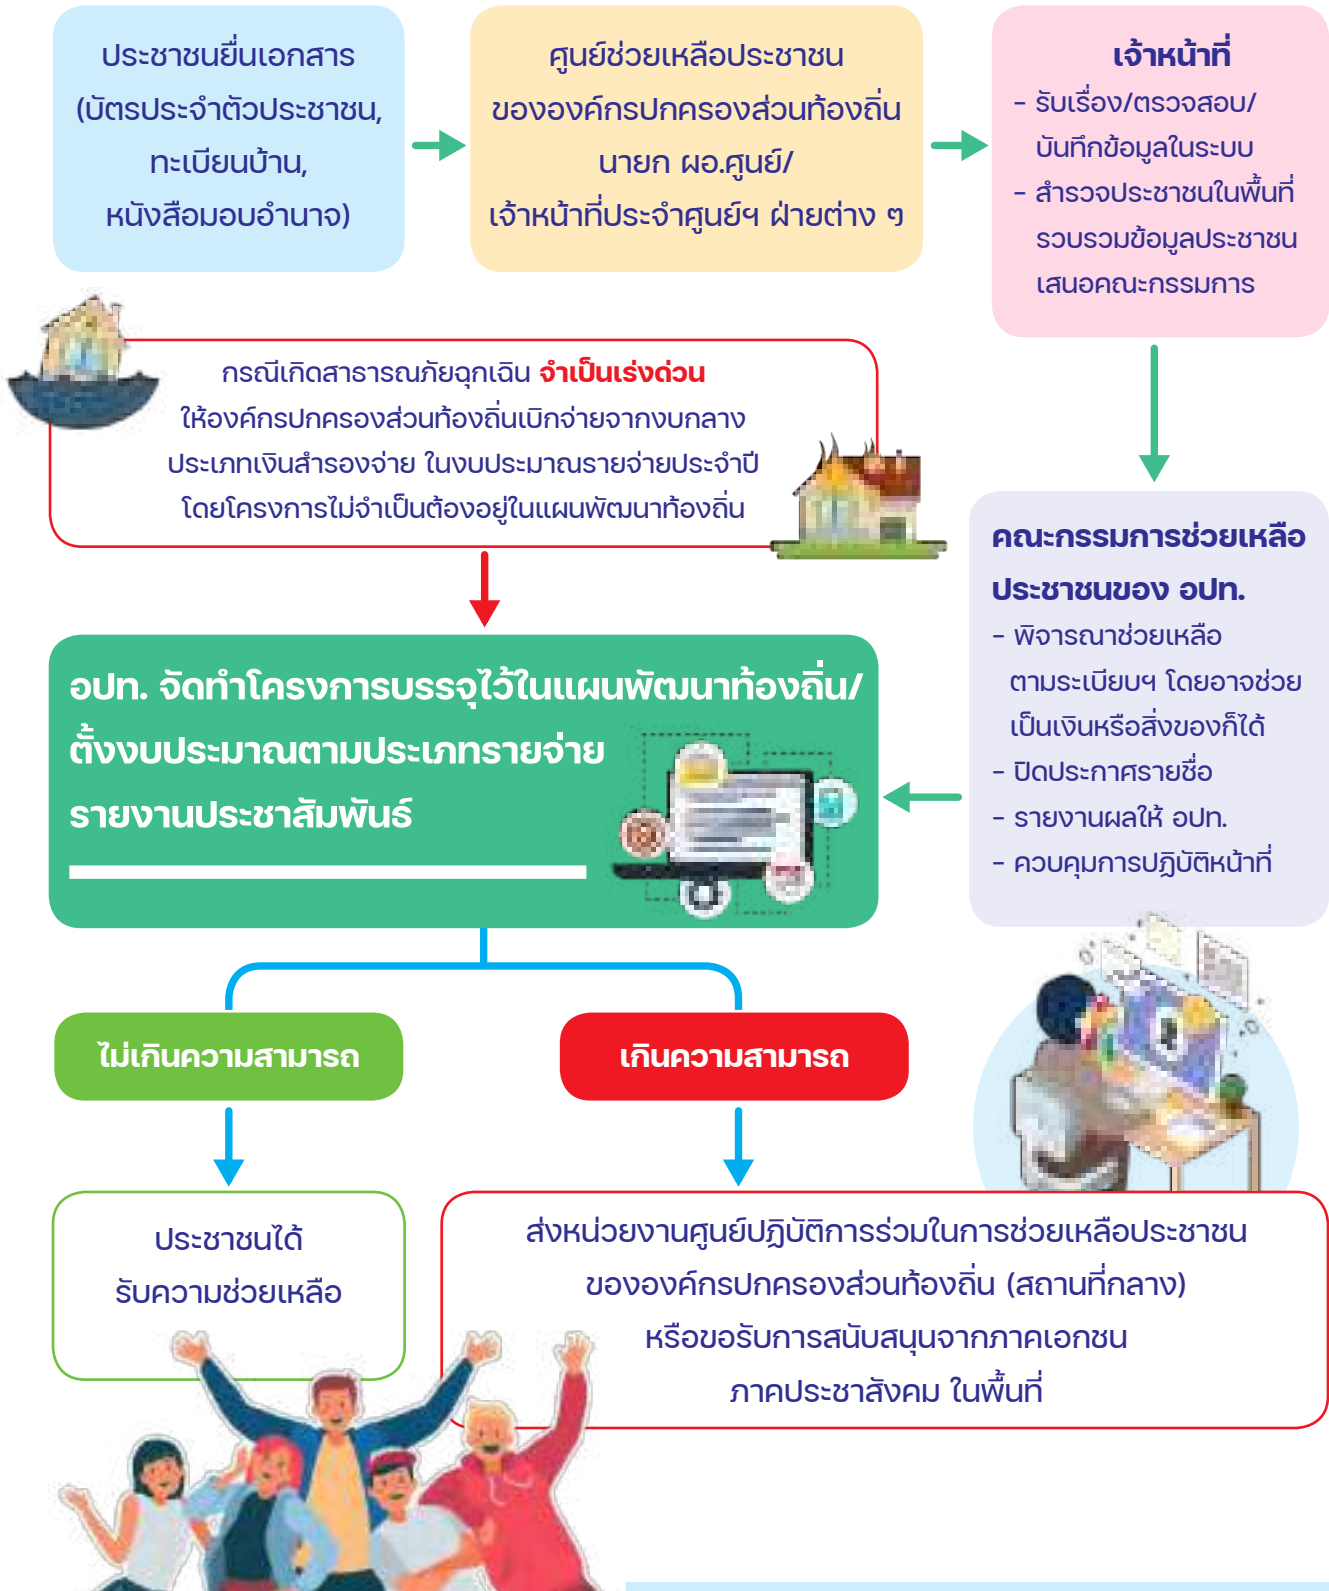 ประชาชนยื่นเอกสาร
(บัตรประจำตัวประชาชน,
ทะเบียนบ้าน,
หนังสือมอบอำนาจ)
ศูนย์ช่วยเหลือประชาชน
ขององค์กรปกครองส่วนท้องถิ่น
นายก ผอ.ศูนย์/
เจ้าหน้าที่ประจำศูนย์ฯ ฝ่ายต่าง ๆ
เจ้าหน้าที่
- รับเรื่อง/ตรวจสอบ/
บันทึกข้อมูลในระบบ
- สำรวจประชาชนในพื้นที่
รวบรวมข้อมูลประชาชน
เสนอคณะกรรมการ
กรณีเกิดสาธารณภัยฉุกเฉิน จำเป็นเร่งด่วน
ให้องค์กรปกครองส่วนท้องถิ่นเบิกจ่ายจากงบกลาง
ประเภทเงินสำรองจ่าย ในงบประมาณรายจ่ายประจำปี
โดยโครงการไม่จำเป็นต้องอยู่ในแผนพัฒนาท้องถิ่น
คณะกรรมการช่วยเหลือ
ประชาชนของ อปท.
- พิจารณาช่วยเหลือ
ตามระเบียบฯ โดยอาจช่วย
เป็นเงินหรือสิ่งของก็ได้
- ปิดประกาศรายชื่อ
- รายงานผลให้ อปท.
- ควบคุมการปฏิบัติหน้าที่
อปท. จัดทำโครงการบรรจุไว้ในแผนพัฒนาท้องถิ่น/
ตั้งงบประมาณตามประเภทรายจ่าย
รายงานประชาสัมพันธ์
ไม่เกินความสามารถ
เกินความสามารถ
ประชาชนได้
รับความช่วยเหลือ
ส่งหน่วยงานศูนย์ปฏิบัติการร่วมในการช่วยเหลือประชาชน
ขององค์กรปกครองส่วนท้องถิ่น (สถานที่กลาง)
หรือขอรับการสนับสนุนจากภาคเอกชน
ภาคประชาสังคม ในพื้นที่